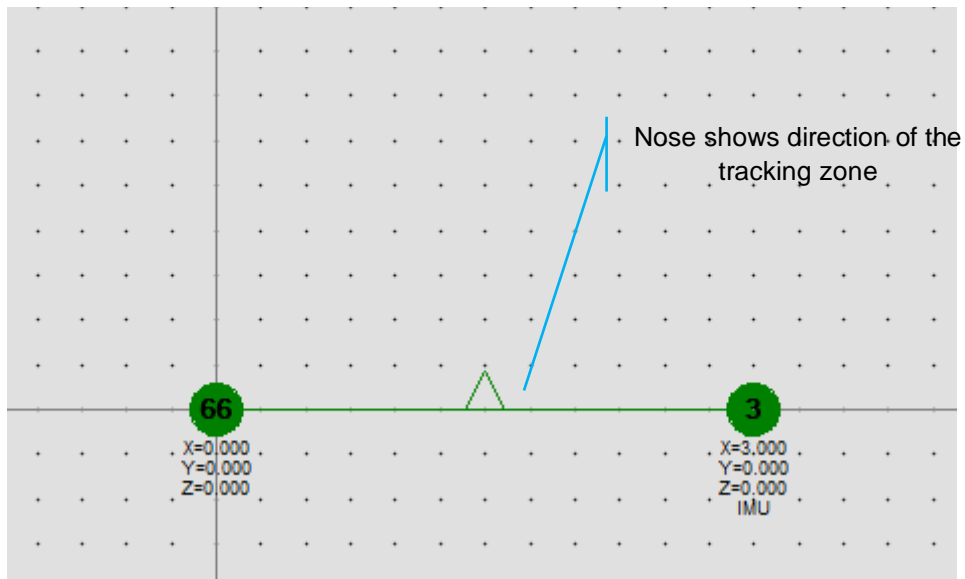 Nose shows direction of the
tracking zone
66
X=0.000
Y=0.000
Z=0.000
3
X=3.000
Y=0.000
Z=0.000
IMU